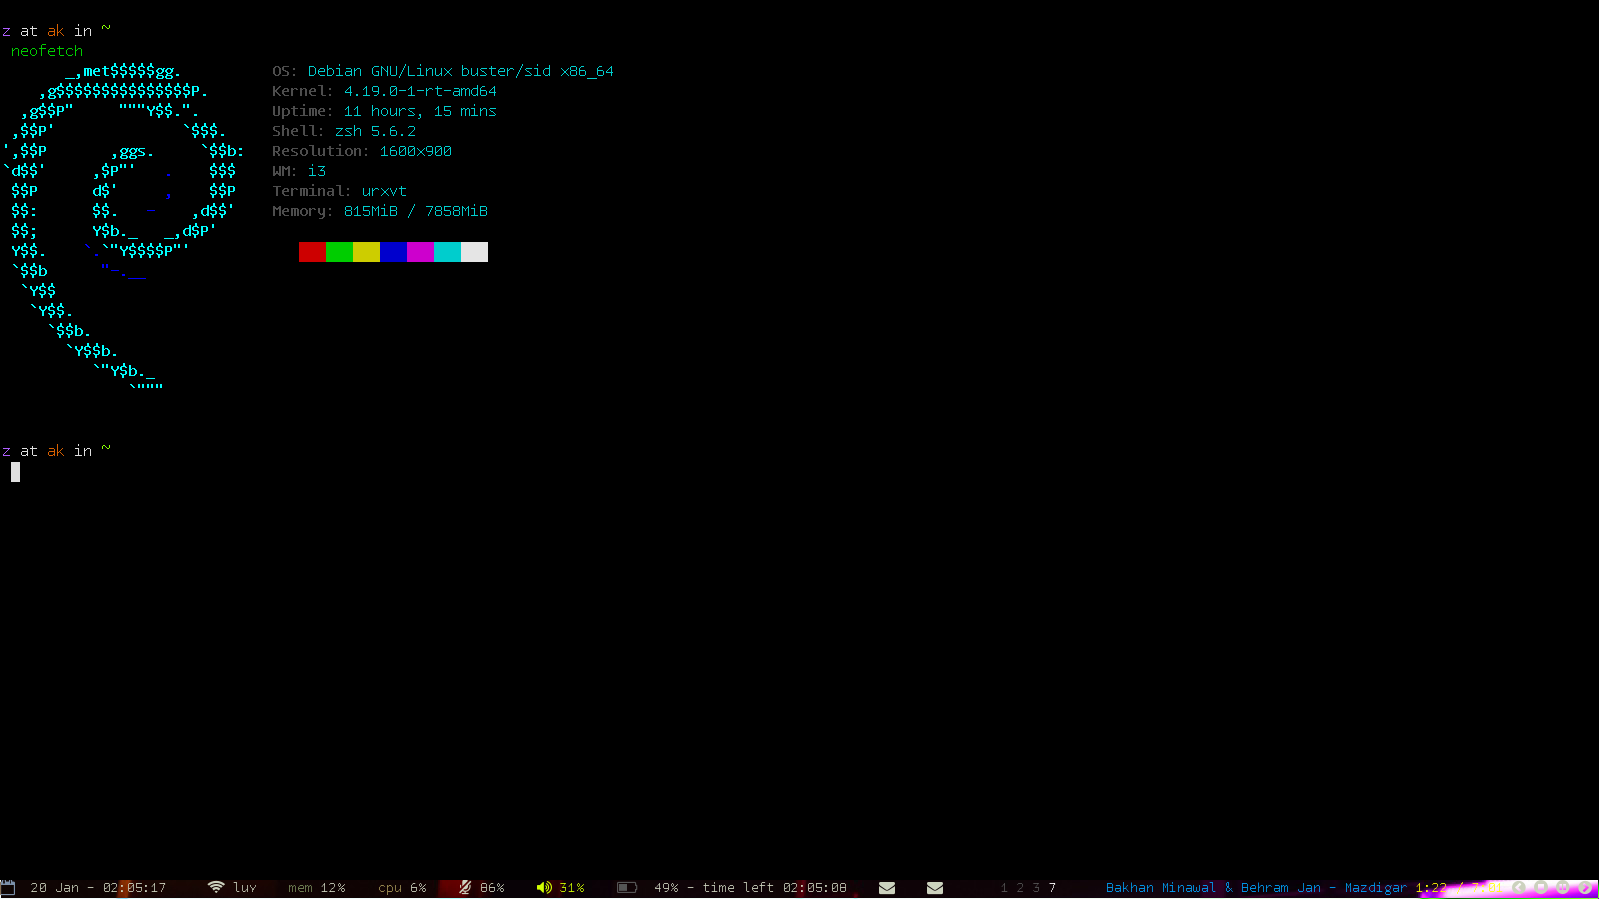 z at ak in ~
neofetch
_,met$$$$$gg.
,g$$$$$$$$$$$$$$$P.
,g$$P"     """Y$$.".
,$$P'              `$$$.
',$$P       ,ggs.     `$$b:
`d$$'     ,$P"'   .    $$$
$$P      d$'     ,    $$P
$$:      $$.   -    ,d$$'
$$;      Y$b._   _,d$P'
Y$$.    `.`"Y$$$$P"'
`$$b      "-.__
`Y$$
`Y$$.
`$$b.
`Y$$b.
`"Y$b._
`"""
OS: Debian GNU/Linux buster/sid x86_64
Kernel: 4.19.0-1-rt-amd64
Uptime: 11 hours, 15 mins
Shell: zsh 5.6.2
Resolution: 1600x900
WM: i3
Terminal: urxvt
Memory: 815MiB / 7858MiB
z at ak in ~
20 Jan - 02:05:17 luv mem 12% cpu 6% 86% 31% 49% - time left 02:05:08 1 2 3 7 Bakhan Minawal & Behram Jan - Mazdigar 1:22 /